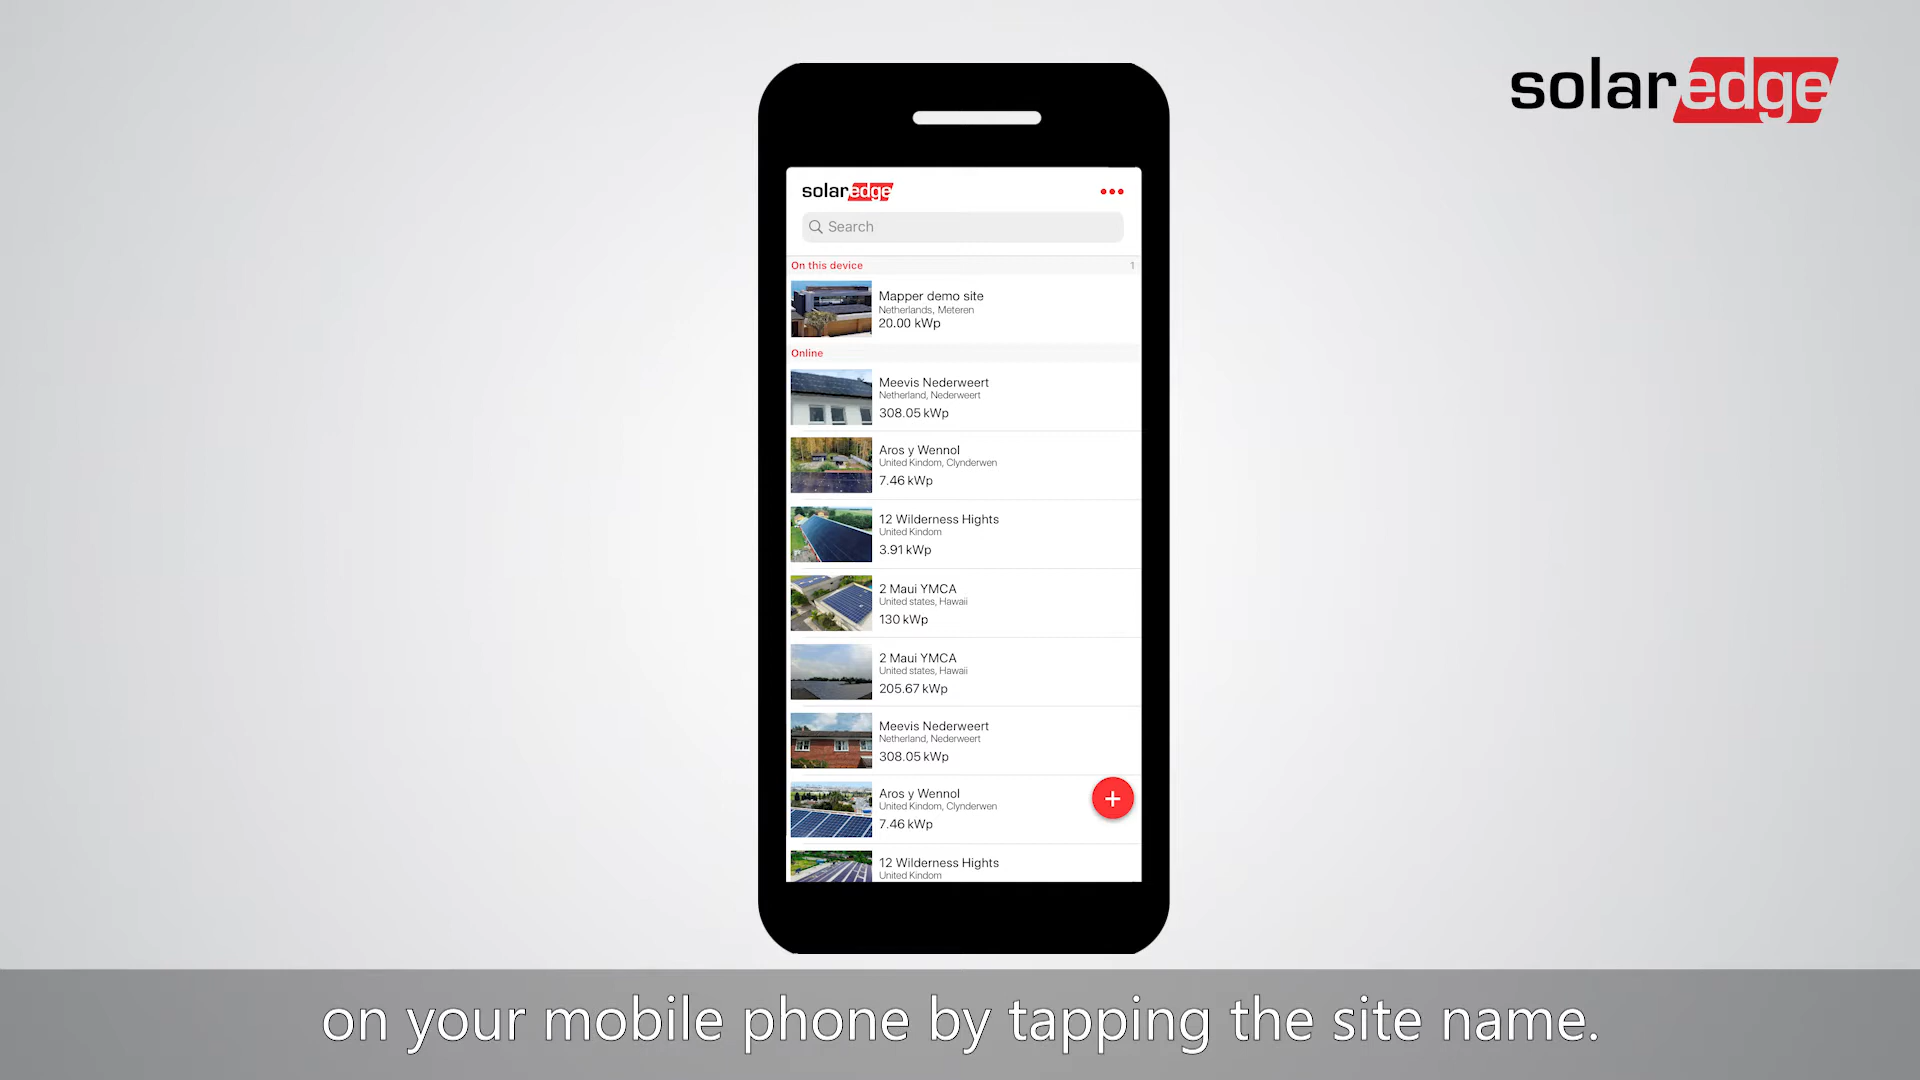 solaredge
solaredge
Search
On this device 1
Mapper demo site
Netherlands, Meteren
20.00 kWp
Online
Meevis Nederweert
Netherland, Nederweert
308.05 kWp
Aros y Wennol
United Kindom, Clynderwen
7.46 kWp
12 Wilderness Hights
United Kindom
3.91 kWp
2 Maui YMCA
United states, Hawaii
130 kWp
2 Maui YMCA
United states, Hawaii
205.67 kWp
Meevis Nederweert
Netherland, Nederweert
308.05 kWp
Aros y Wennol
United Kindom, Clynderwen
7.46 kWp
12 Wilderness Hights
United Kindom
on your mobile phone by tapping the site name.